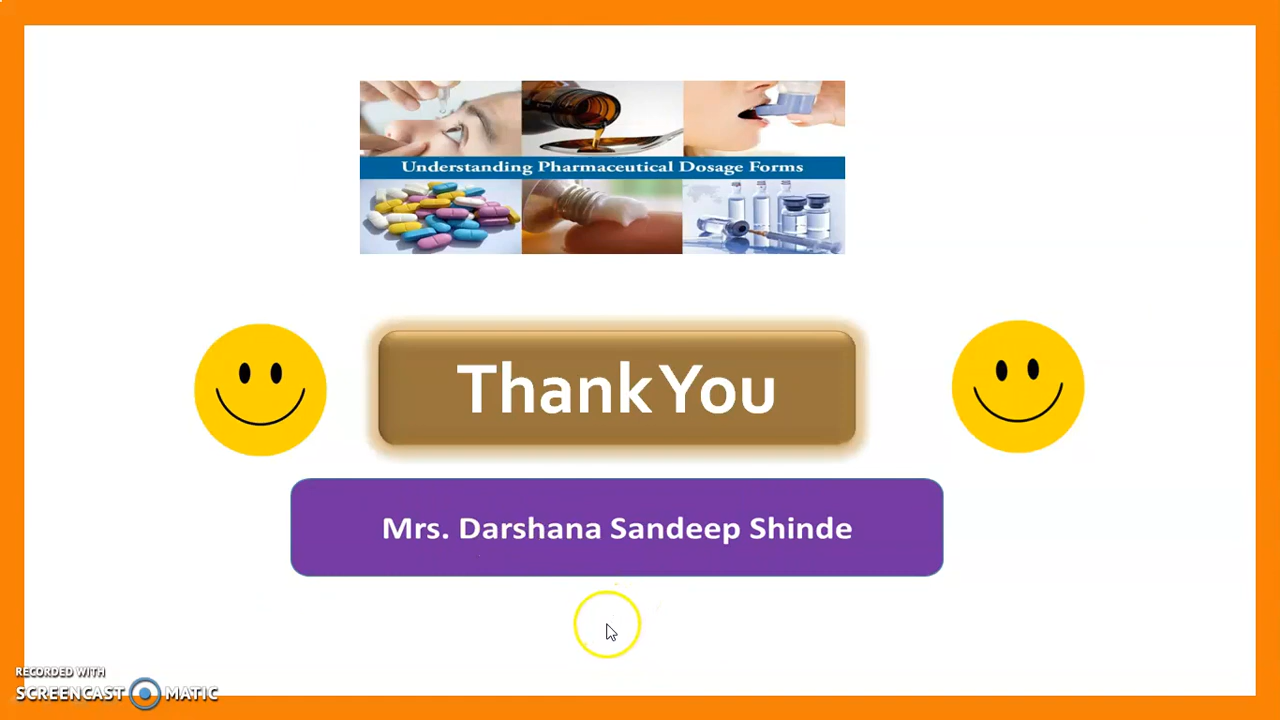 Understanding Pharmaceutical Dosage Forms
Thank You
Mrs. Darshana Sandeep Shinde
RECORDED WITH
SCREENCAST MATIC